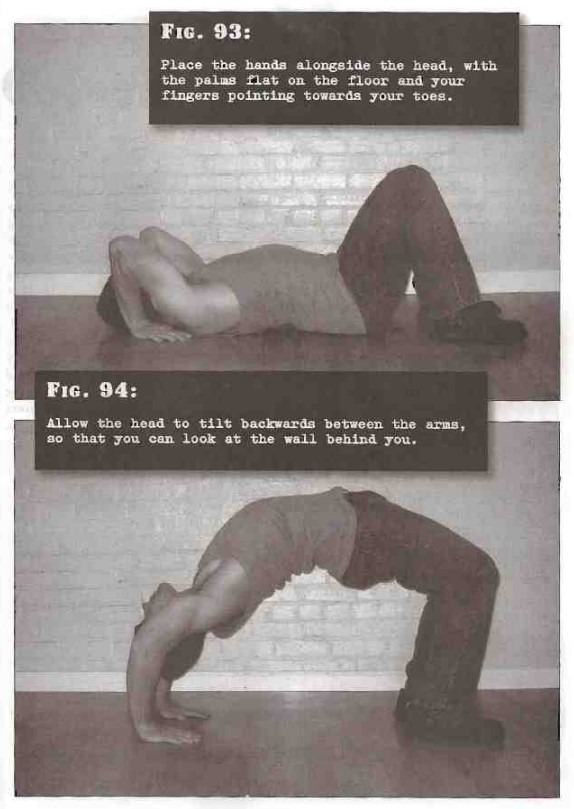 FIG. 93:
Place the hands alongside the head, with
the palms flat on the floor and your
fingers pointing towards your toes.
FIG. 94:
Allow the head to tilt backwards between the arms,
so that you can look at the wall behind you.